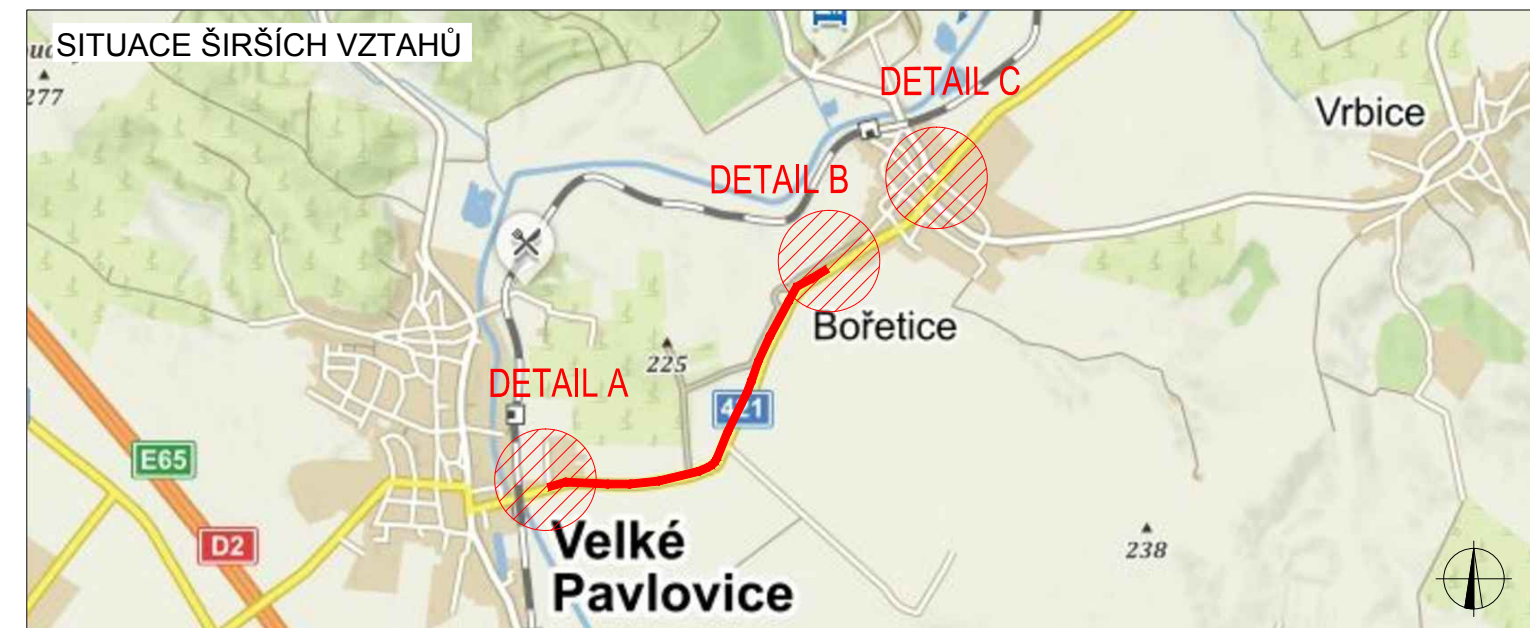 SITUACE ŠIRŠÍCH VZTAHŮ
277
DETAIL C
Vrbice
DETAIL B
Bořetice
225
DETAIL A
421
E65
D2
Velké
Pavlovice
238